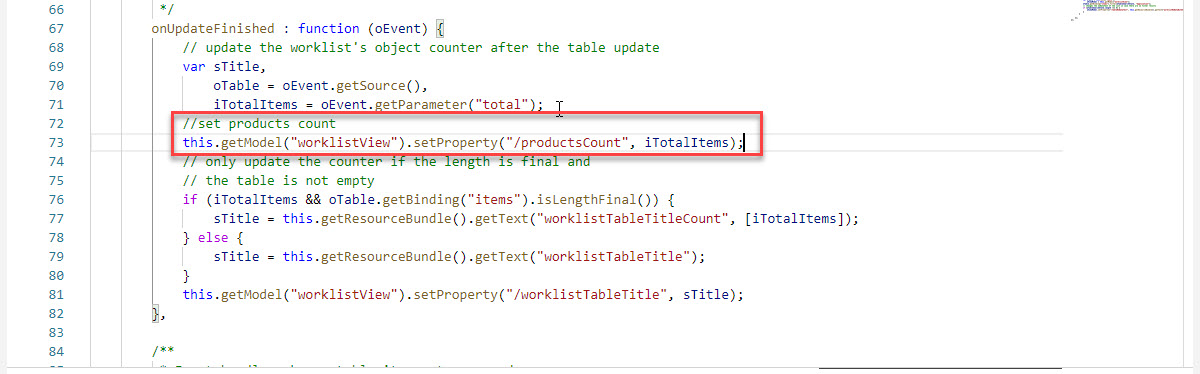 66 */
67 onUpdateFinished : function (oEvent) {
68 // update the worklist's object counter after the table update
69 var sTitle,
70 oTable = oEvent.getSource(),
71 iTotalItems = oEvent.getParameter("total");
72 //set products count
73 this.getModel("worklistView").setProperty("/productsCount", iTotalItems);
74 // only update the counter if the length is final and
75 // the table is not empty
76 if (iTotalItems && oTable.getBinding("items").isLengthFinal()) {
77 sTitle = this.getResourceBundle().getText("worklistTableTitleCount", [iTotalItems]);
78 } else {
79 sTitle = this.getResourceBundle().getText("worklistTableTitle");
80 }
81 this.getModel("worklistView").setProperty("/worklistTableTitle", sTitle);
82 },
83
84 /**